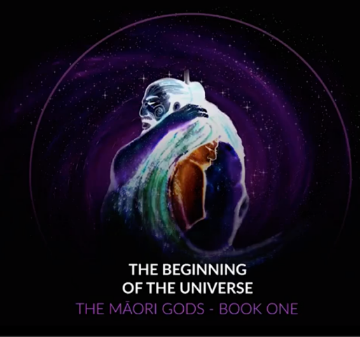 THE BEGINNING
OF THE UNIVERSE
THE MĀORI GODS - BOOK ONE